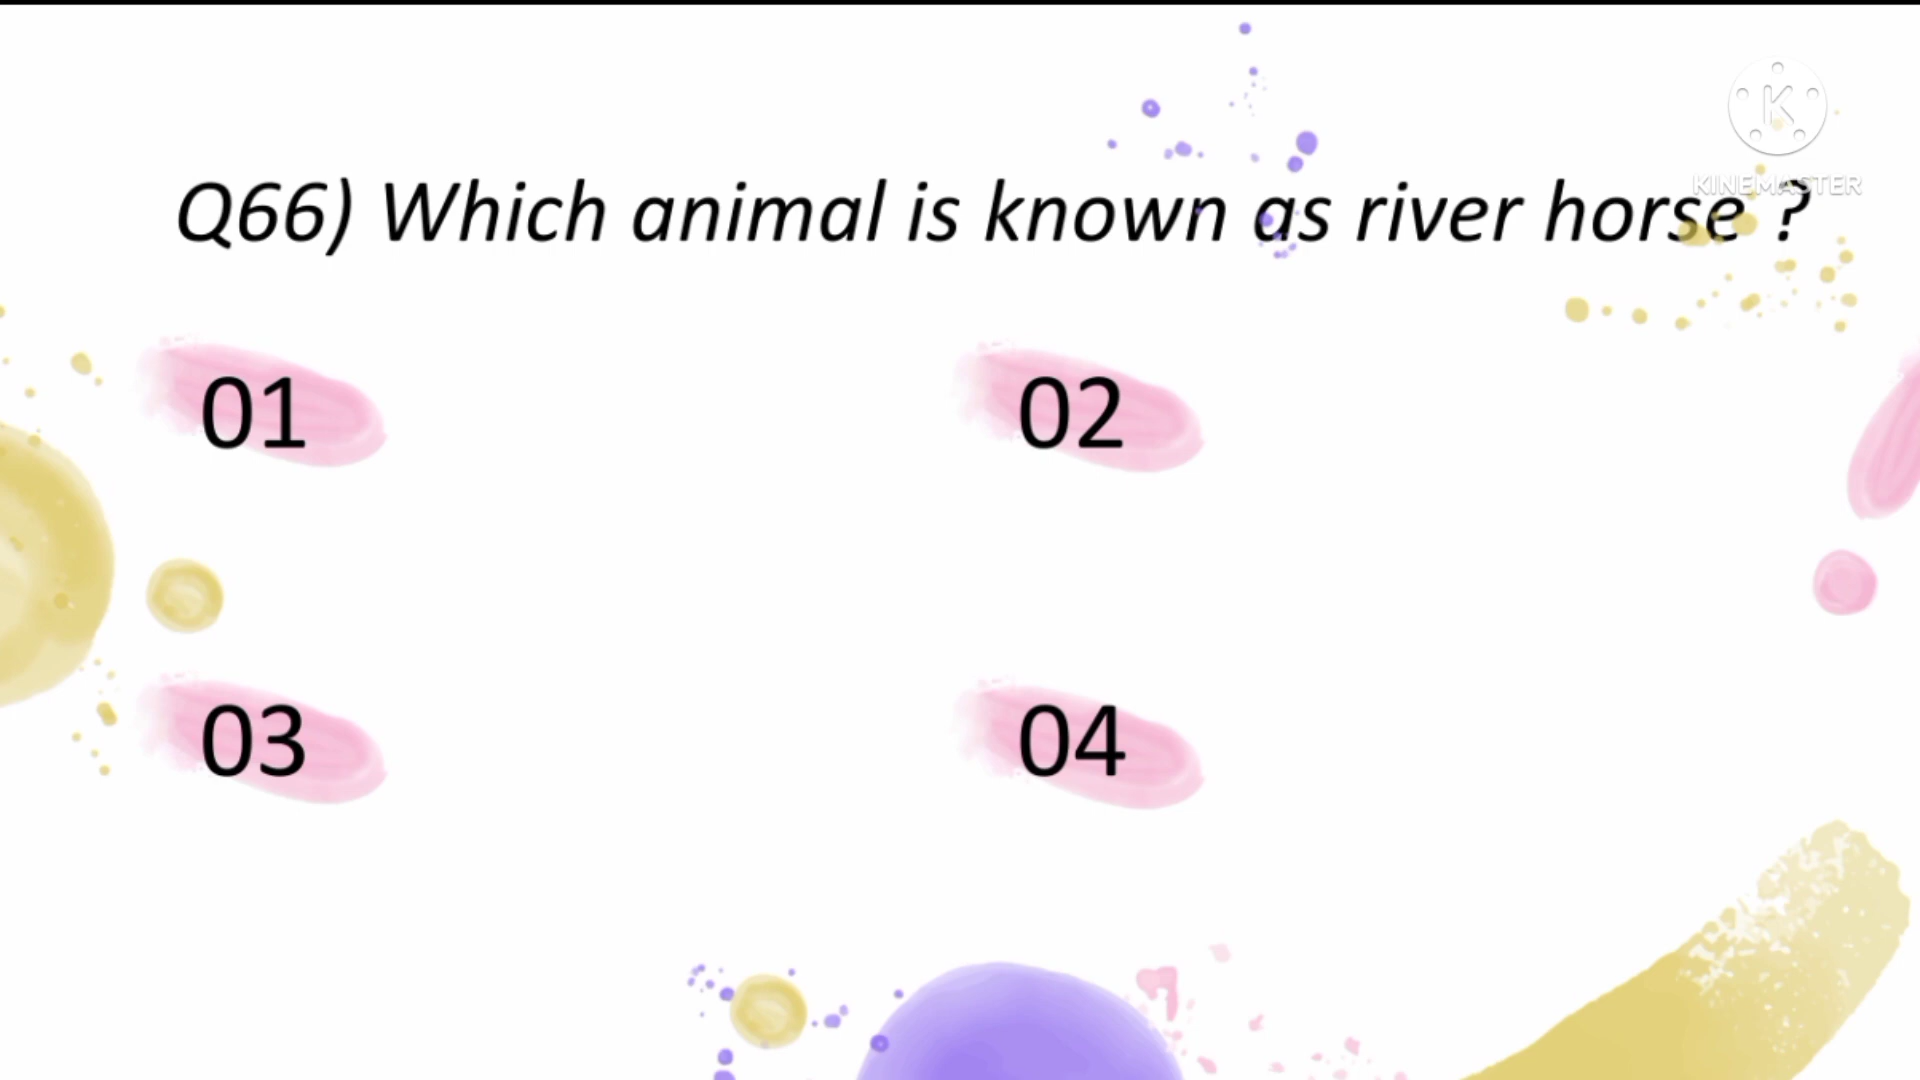 K
KINEMASTER
Q66) Which animal is known as river horse ?
01
02
03
04